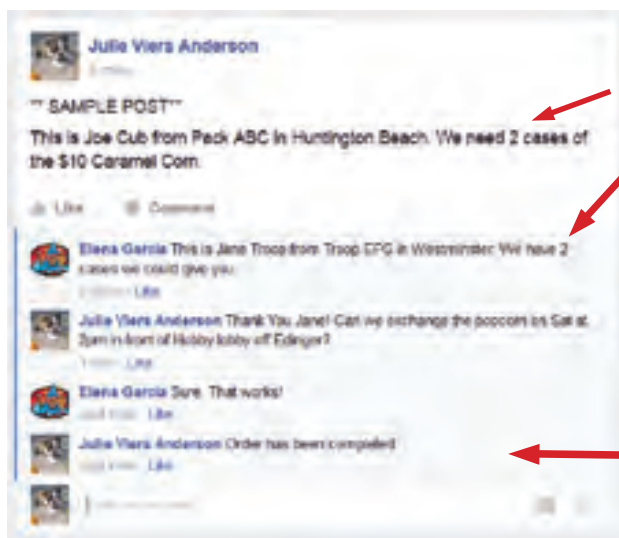 Julie Viers Anderson
** SAMPLE POST**
This is Joe Cub from Pack ABC in Huntington Beach. We need 2 cases of
the $10 Caramel Corn.
Like Comment
Elena Garcia This is Jane Troop from Troop EFG in Westminster. We have 2
cases we could give you.
Like
Julie Viers Anderson Thank You Jane! Can we exchange the popcorn on Sat at
2pm in front of Hobby lobby off Edinger?
Like
Elena Garcia Sure. That works!
Like
Julie Viers Anderson Order has been completed
Like